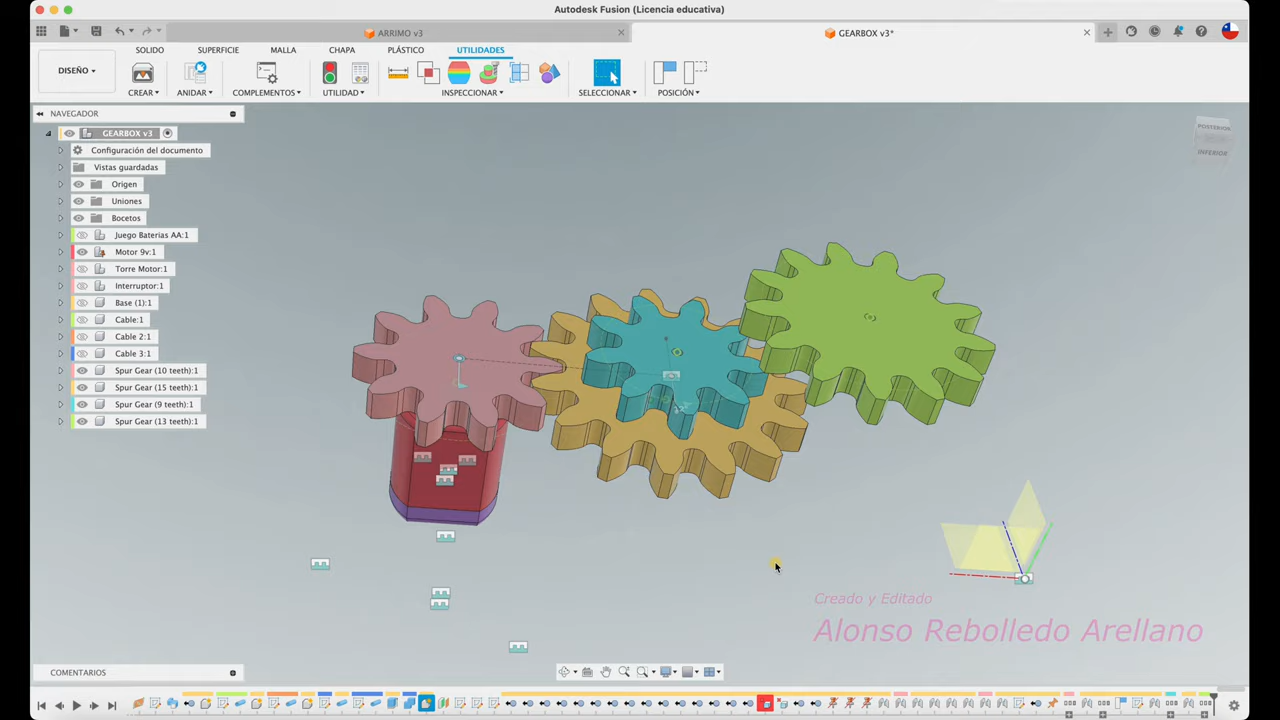 Autodesk Fusion (Licencia educativa)
ARRIMO v3
GEARBOX v3*
SOLIDO
SUPERFICIE
MALLA
CHAPA
PLÁSTICO
UTILIDADES
DISEÑO
CREAR
ANIDAR
COMPLEMENTOS
UTILIDAD
INSPECCIONAR
SELECCIONAR
POSICIÓN
NAVEGADOR
GEARBOX v3
Configuración del documento
Vistas guardadas
Origen
Uniones
Bocetos
Juego Baterias AA:1
Motor 9v:1
Torre Motor:1
Interruptor:1
Base (1):1
Cable:1
Cable 2:1
Cable 3:1
Spur Gear (10 teeth):1
Spur Gear (15 teeth):1
Spur Gear (9 teeth):1
Spur Gear (13 teeth):1
POSTERIOR
INFERIOR
Creado y Editado
Alonso Rebolledo Arellano
COMENTARIOS